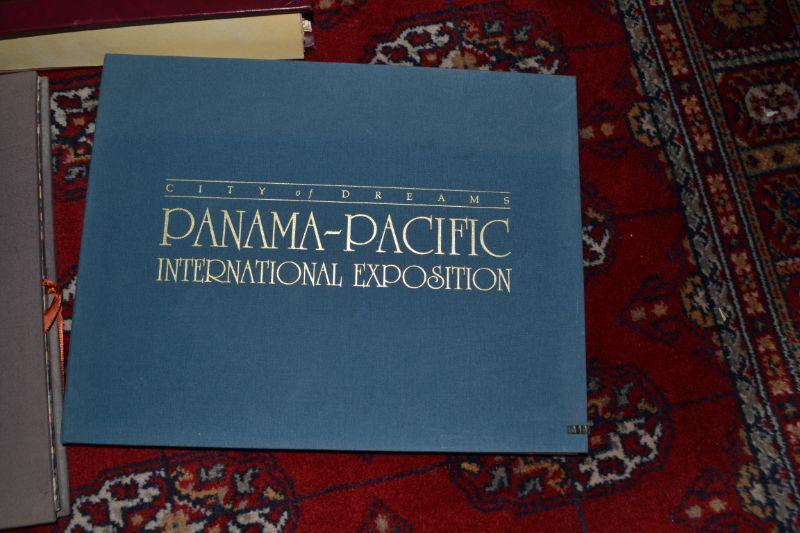 CITY of DREAMS
PANAMA-PACIFIC
INTERNATIONAL EXPOSITION